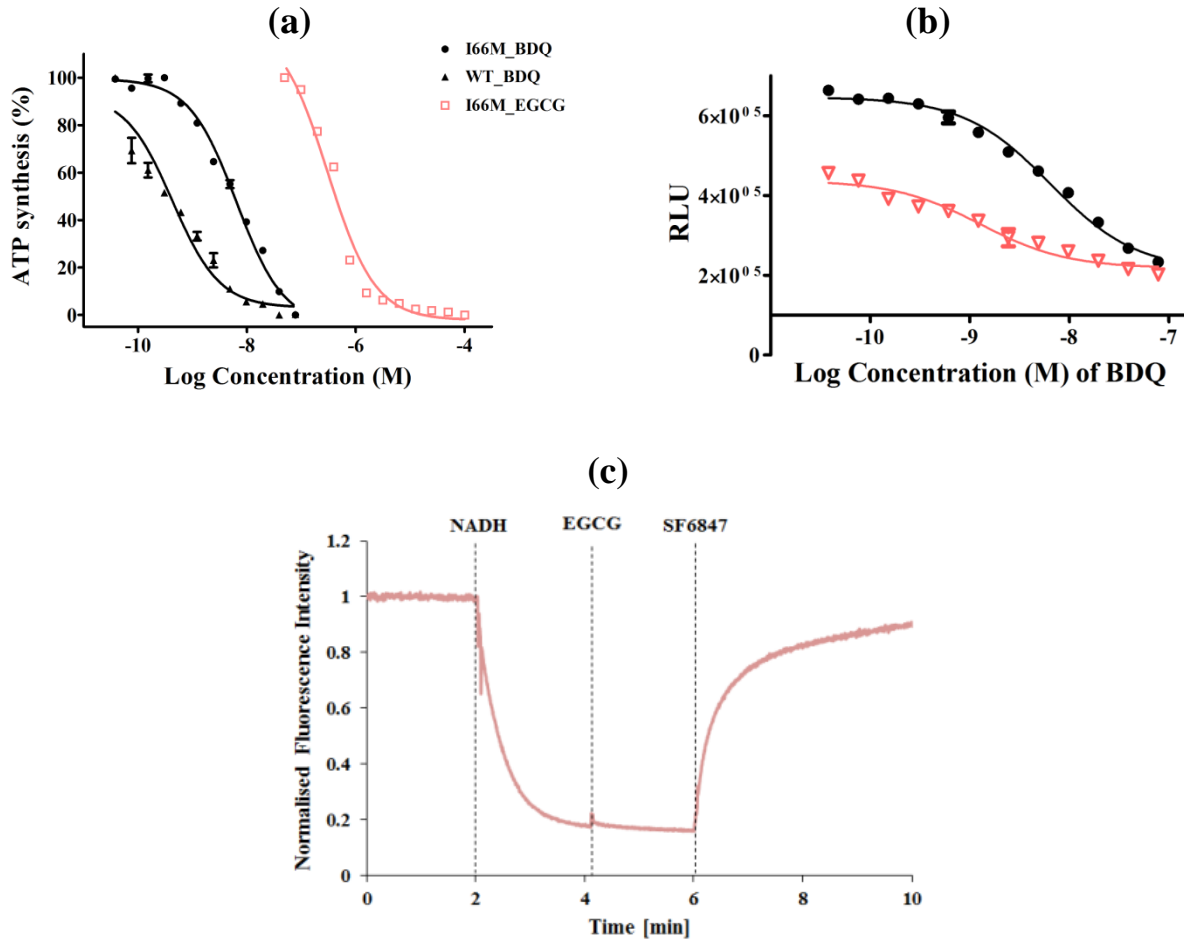 (a)
I66M_BDQ
WT_BDQ
I66M_EGCG
ATP synthesis (%)
100
80
60
40
20
0
-10
-8
-6
-4
Log Concentration (M)
(b)
RLU
6×10⁰⁵
4×10⁰⁵
2×10⁰⁵
0
-10
-9
-8
-7
Log Concentration (M) of BDQ
(c)
NADH
EGCG
SF6847
Normalised Fluorescence Intensity
1.2
1
0.8
0.6
0.4
0.2
0
0
2
4
6
8
10
Time [min]